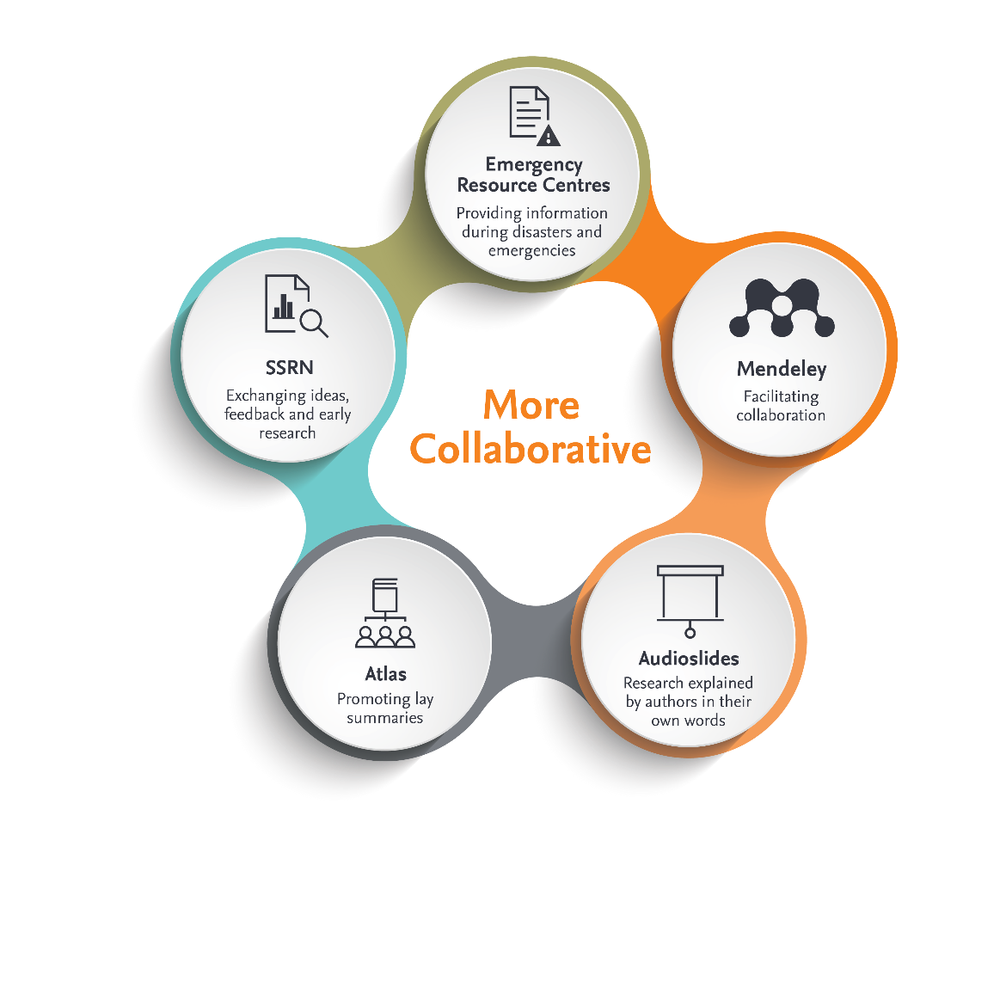 Emergency
Resource Centres
Providing information
during disasters and
emergencies
Mendeley
Facilitating
collaboration
Audioslides
Research explained
by authors in their
own words
Atlas
Promoting lay
summaries
SSRN
Exchanging ideas,
feedback and early
research
More
Collaborative